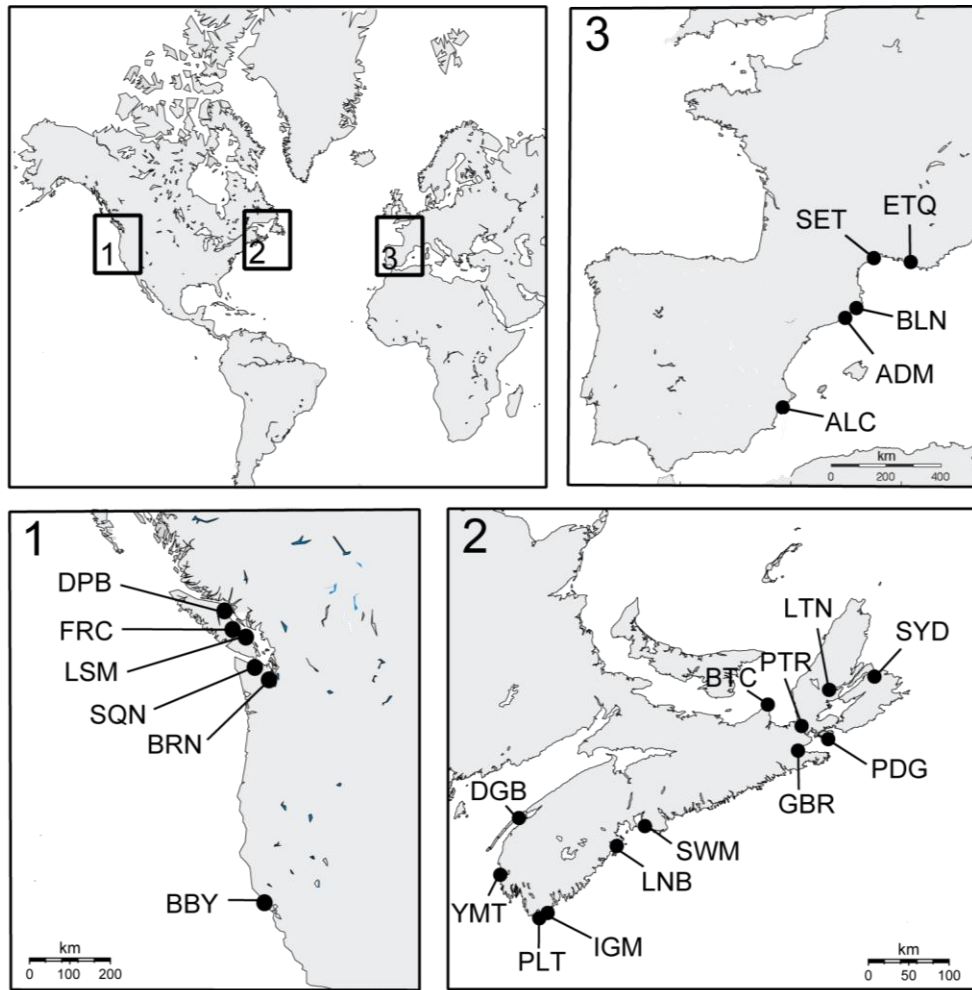 1
2
3
3
SET
ETQ
BLN
ADM
ALC
km
0 200 400
1
DPB
FRC
LSM
SQN
BRN
BBY
km
0 100 200
2
LTN
SYD
PTR
BTC
PDG
GBR
DGB
SWM
LNB
YMT
IGM
PLT
km
0 50 100